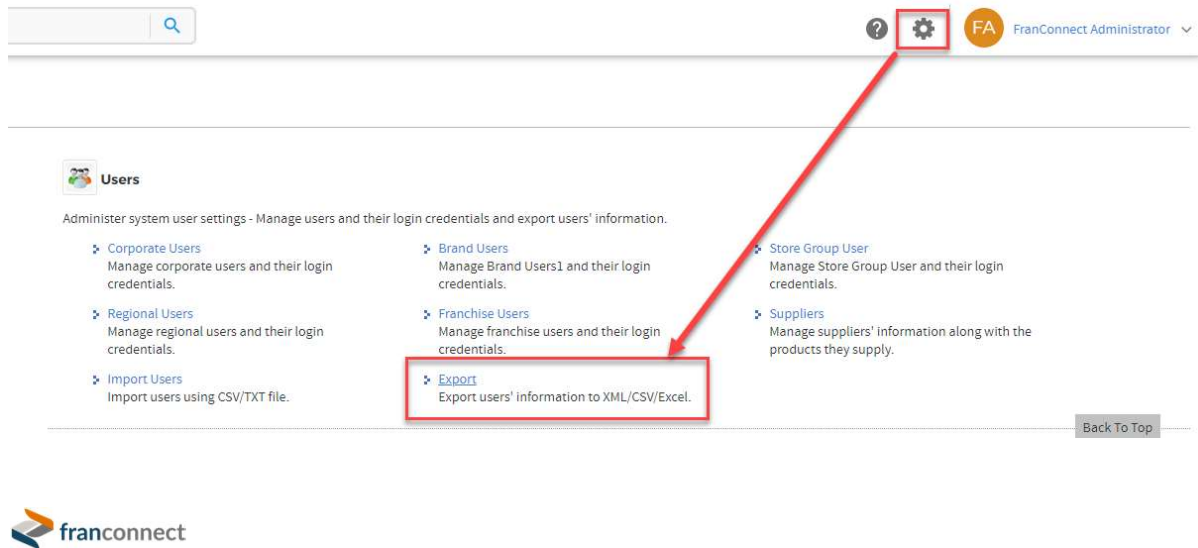 FA FranConnect Administrator
Users
Administer system user settings - Manage users and their login credentials and export users' information.
Corporate Users
Manage corporate users and their login
credentials.
Brand Users
Manage Brand Users1 and their login
credentials.
Store Group User
Manage Store Group User and their login
credentials.
Regional Users
Manage regional users and their login
credentials.
Franchise Users
Manage franchise users and their login
credentials.
Suppliers
Manage suppliers' information along with the
products they supply.
Import Users
Import users using CSV/TXT file.
Export
Export users' information to XML/CSV/Excel.
Back To Top
franconnect